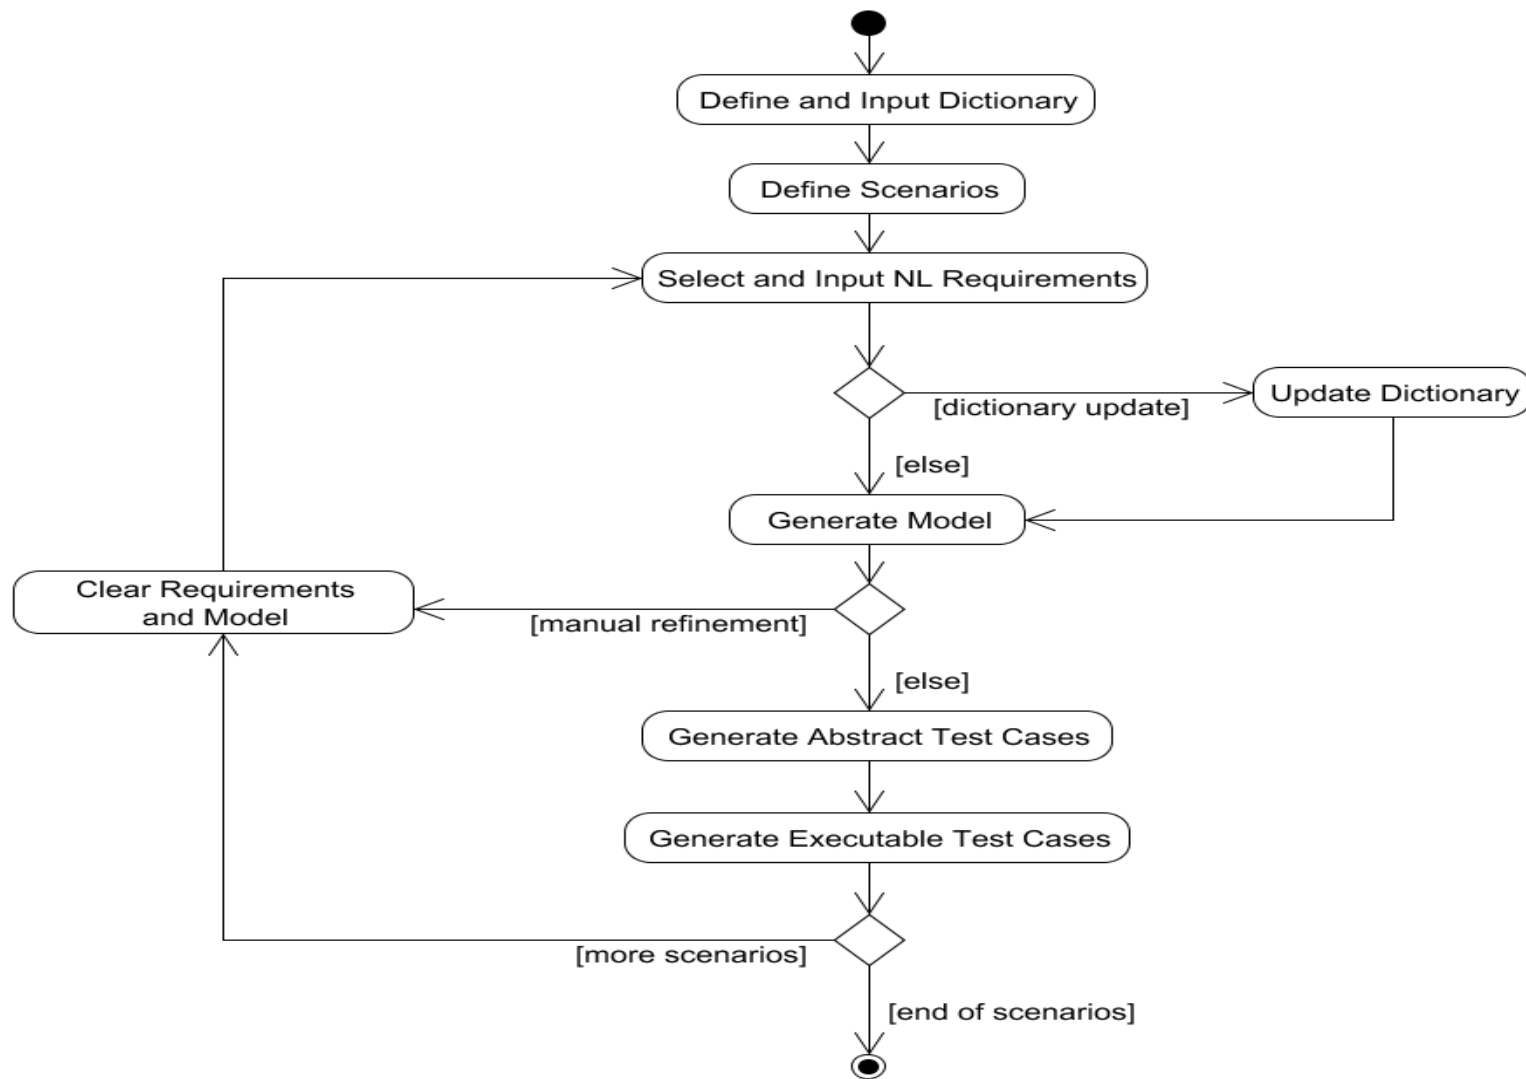 Define and Input Dictionary
Define Scenarios
Select and Input NL Requirements
[dictionary update]
Update Dictionary
[else]
Generate Model
Clear Requirements
and Model
[manual refinement]
[else]
Generate Abstract Test Cases
Generate Executable Test Cases
[more scenarios]
[end of scenarios]